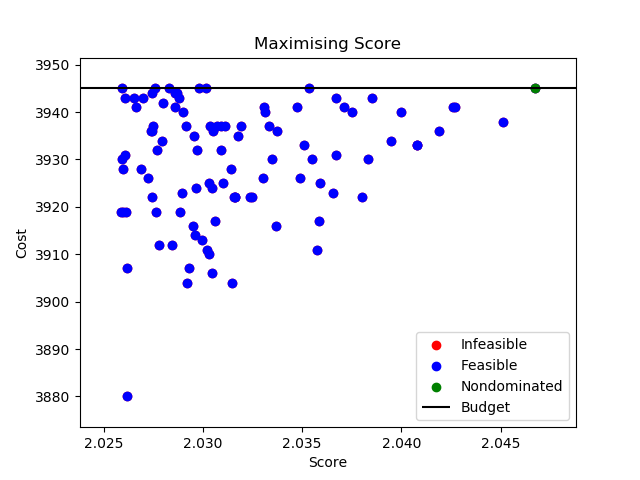 Maximising Score
3950
3940
3930
3920
3910
3900
3890
3880
Cost
2.025
2.030
2.035
2.040
2.045
Score
Infeasible
Feasible
Nondominated
Budget